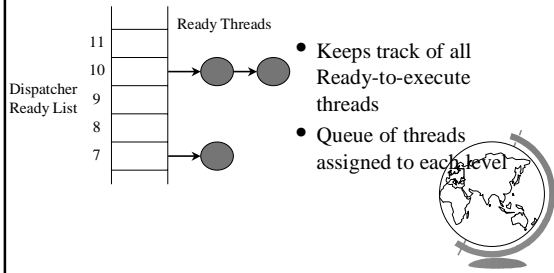 Ready Threads
11
10
9
8
7
Dispatcher
Ready List
• Keeps track of all
Ready-to-execute
threads
• Queue of threads
assigned to each level